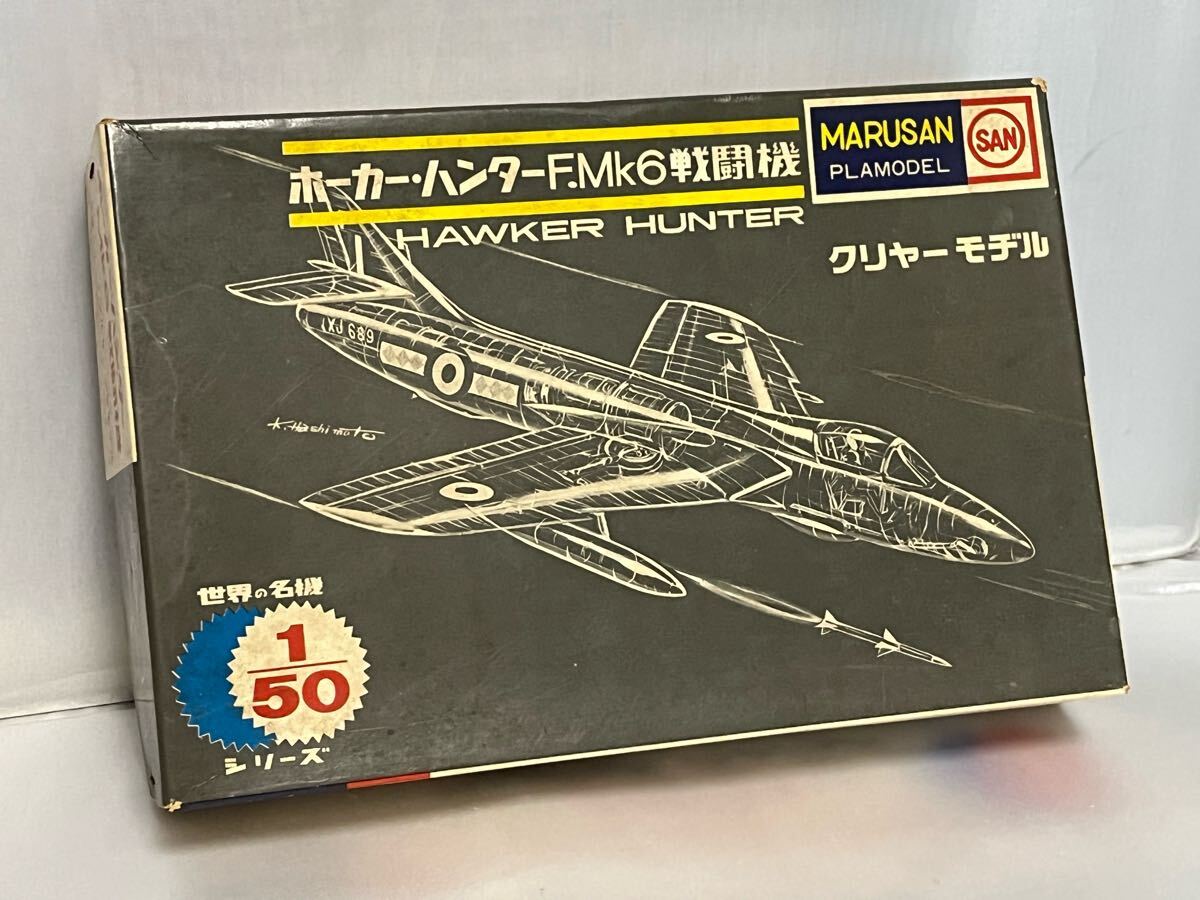 ホーカー・ハンターF.Mk6戦闘機
HAWKER HUNTER
MARUSAN
PLAMODEL
SAN
クリヤーモデル
XJ689
K.Hashimoto
世界の名機
1/50
シリーズ